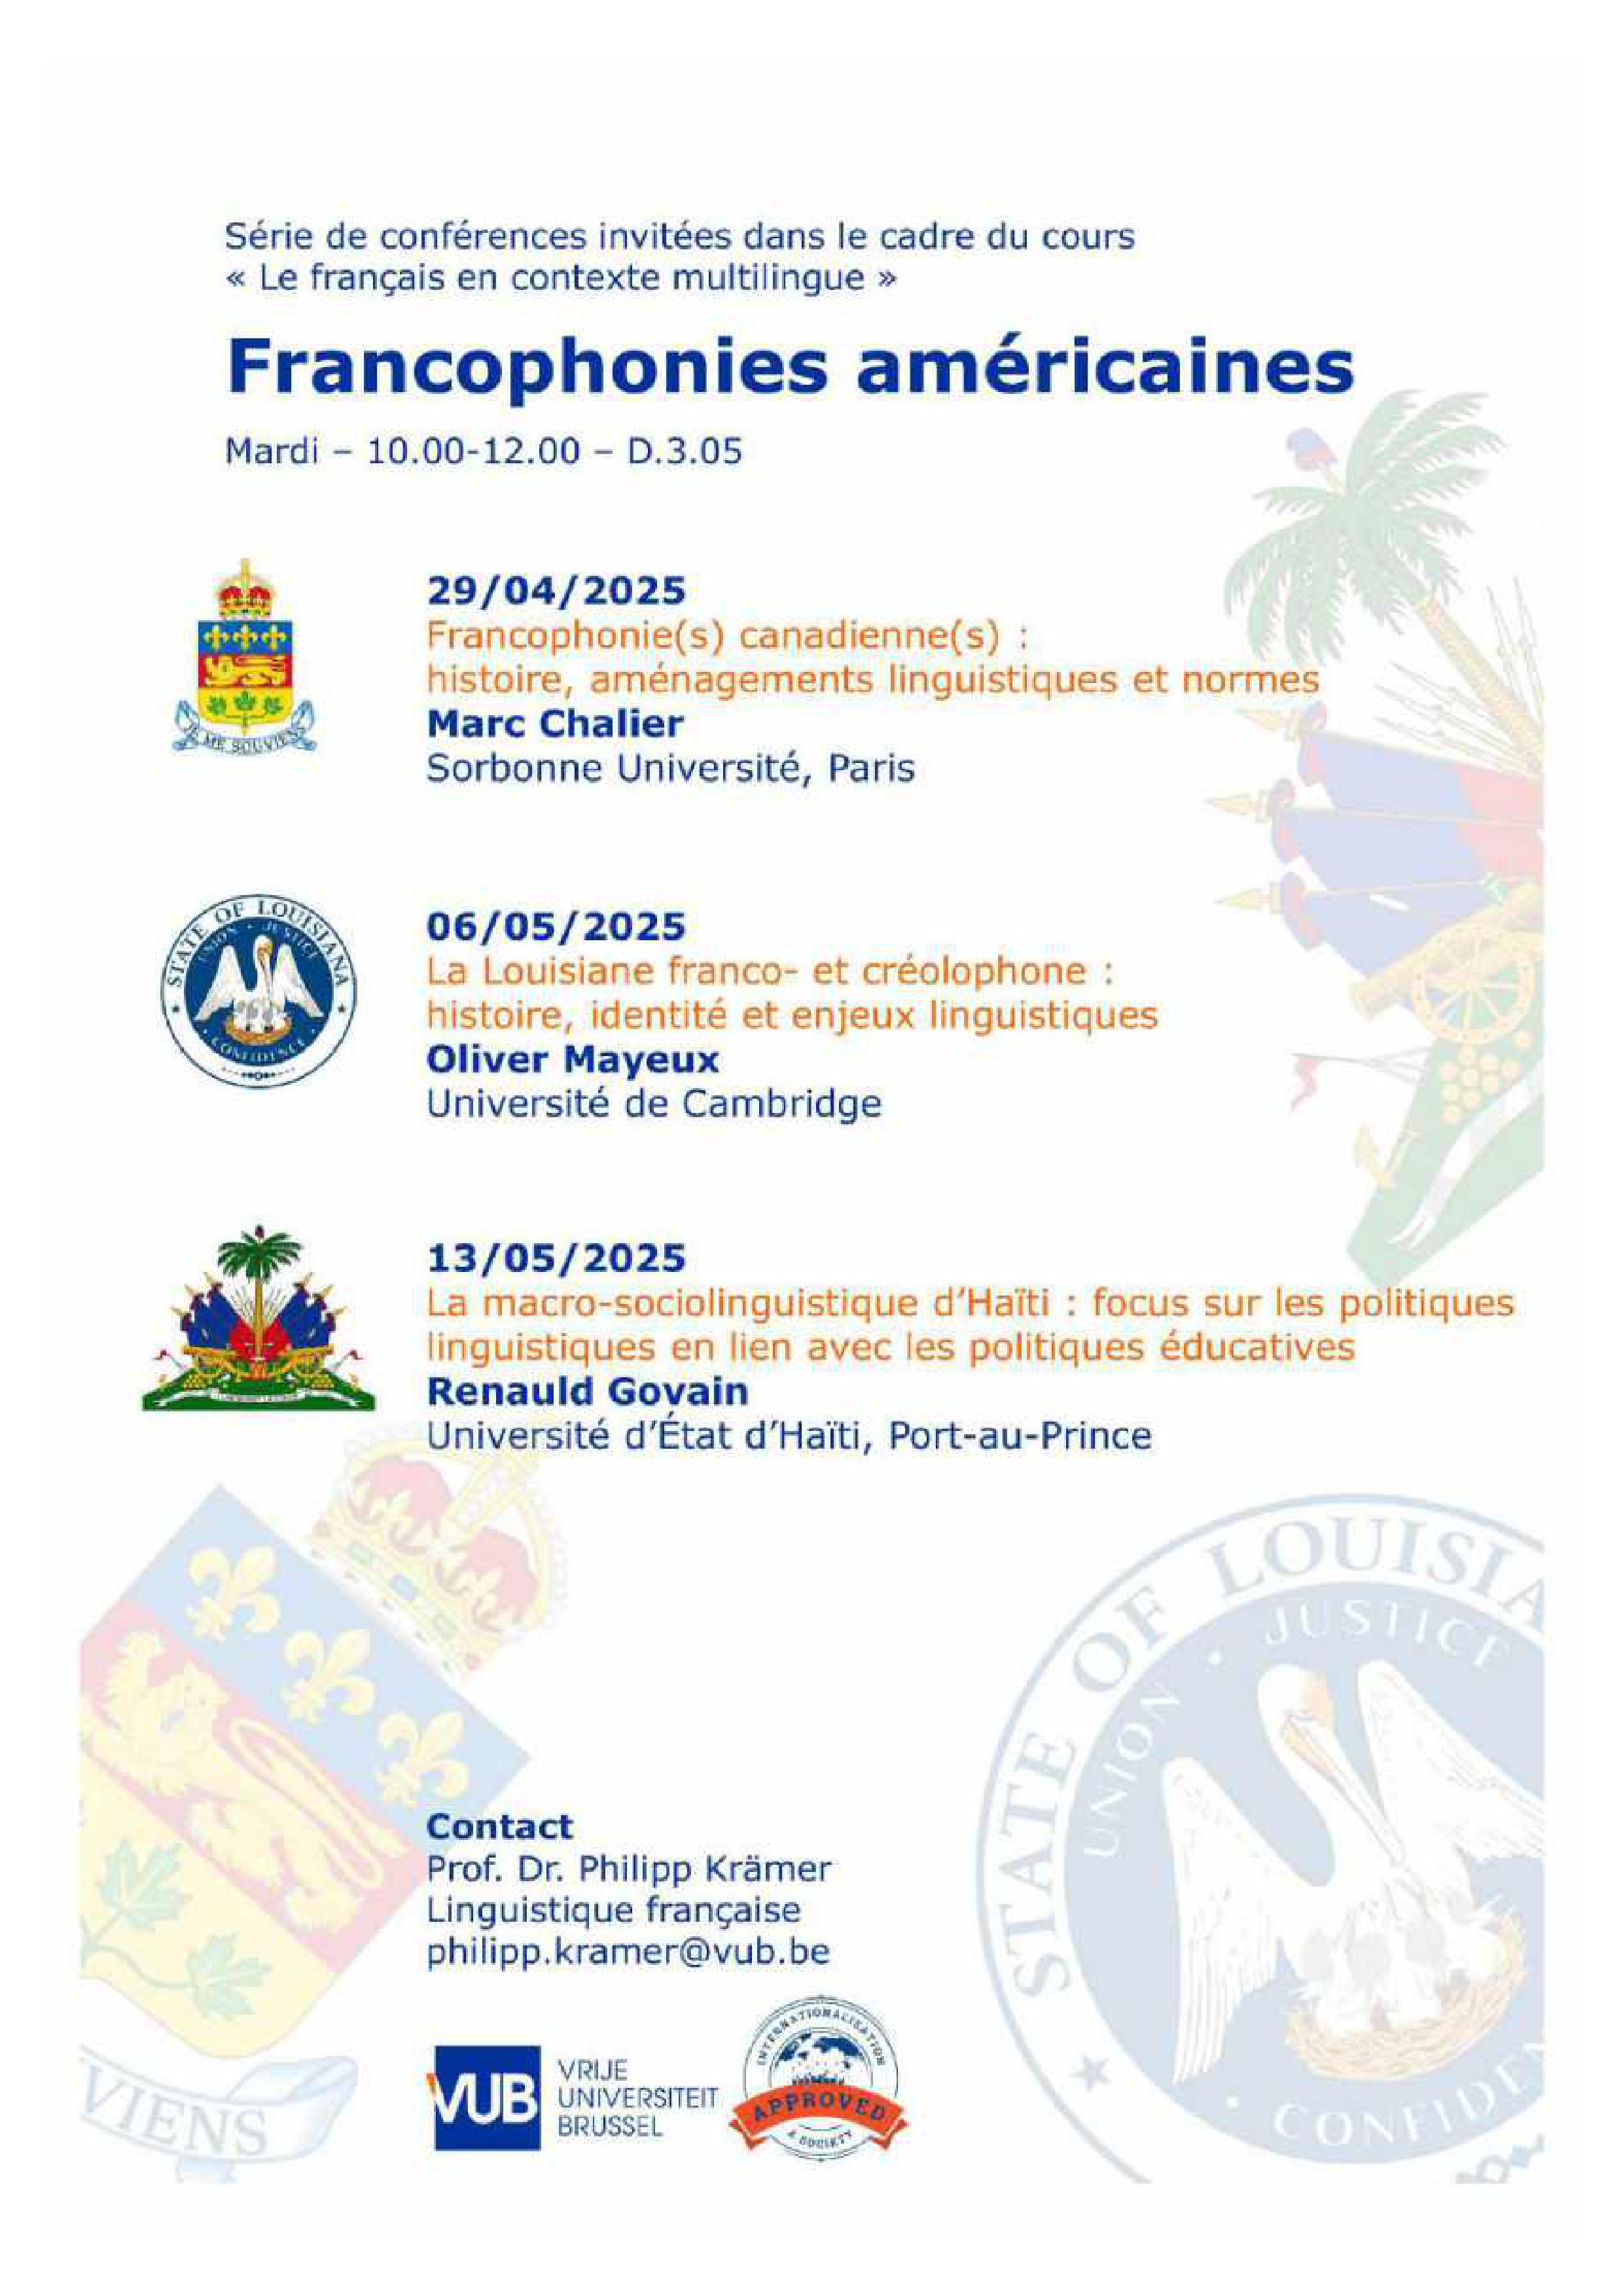 Série de conférences invitées dans le cadre du cours
« Le français en contexte multilingue »
Francophonies américaines
Mardi – 10.00-12.00 – D.3.05
29/04/2025
Francophonie(s) canadienne(s) :
histoire, aménagements linguistiques et normes
Marc Chalier
Sorbonne Université, Paris
JE ME SOUVIENS
06/05/2025
La Louisiane franco- et créolophone :
histoire, identité et enjeux linguistiques
Oliver Mayeux
Université de Cambridge
STATE OF LOUISIANA
UNION · JUSTICE
CONFIDENCE
13/05/2025
La macro-sociolinguistique d’Haïti : focus sur les politiques
linguistiques en lien avec les politiques éducatives
Renauld Govain
Université d’État d’Haïti, Port-au-Prince
Contact
Prof. Dr. Philipp Krämer
Linguistique française
philipp.kramer@vub.be
VUB
VRIJE
UNIVERSITEIT
BRUSSEL
INTERNATIONALISATION
APPROVED
& SOCIETY
VIENS
STATE OF LOUISIA
UNION · JUSTICE
· CONFIDEN